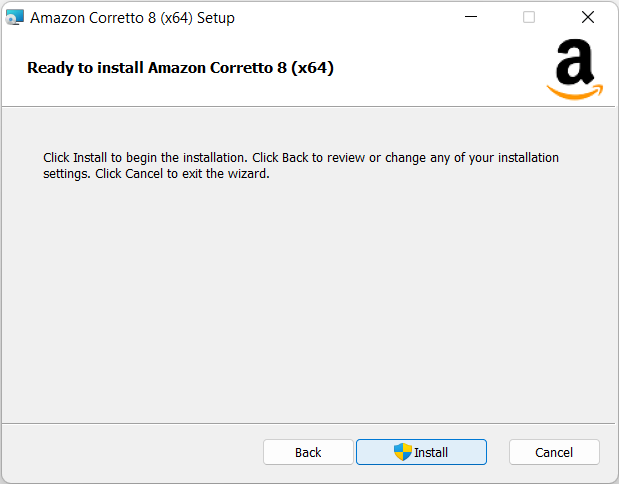 Amazon Corretto 8 (x64) Setup
Ready to install Amazon Corretto 8 (x64)
a
Click Install to begin the installation. Click Back to review or change any of your installation
settings. Click Cancel to exit the wizard.
Back
Install
Cancel